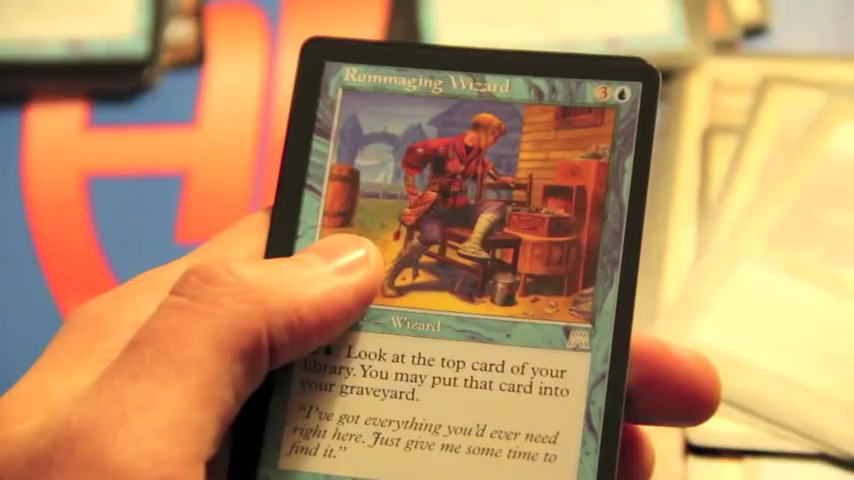 Rummaging Wizard 3
Wizard
: Look at the top card of your
library. You may put that card into
your graveyard.
"I've got everything you'd ever need
right here. Just give me some time to
find it."